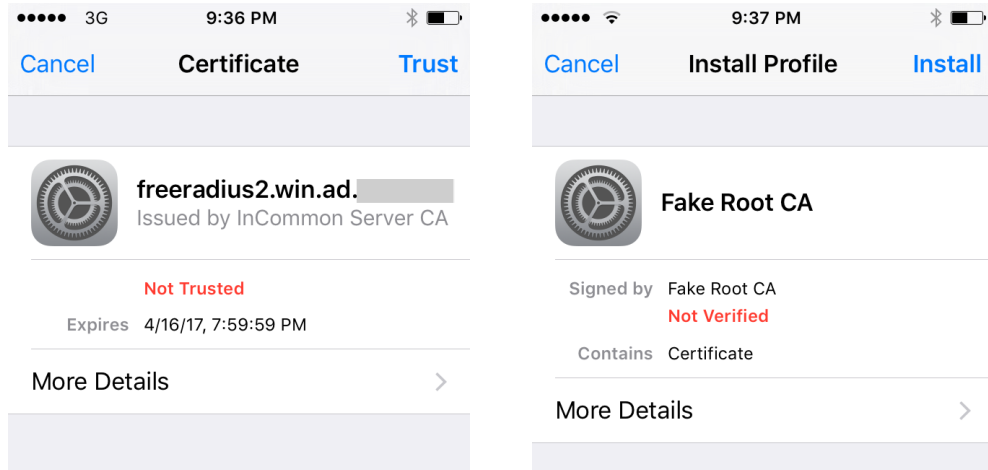 3G 9:36 PM
Cancel Certificate Trust
freeradius2.win.ad.
Issued by InCommon Server CA
Not Trusted
Expires 4/16/17, 7:59:59 PM
More Details
9:37 PM
Cancel Install Profile Install
Fake Root CA
Signed by Fake Root CA
Not Verified
Contains Certificate
More Details